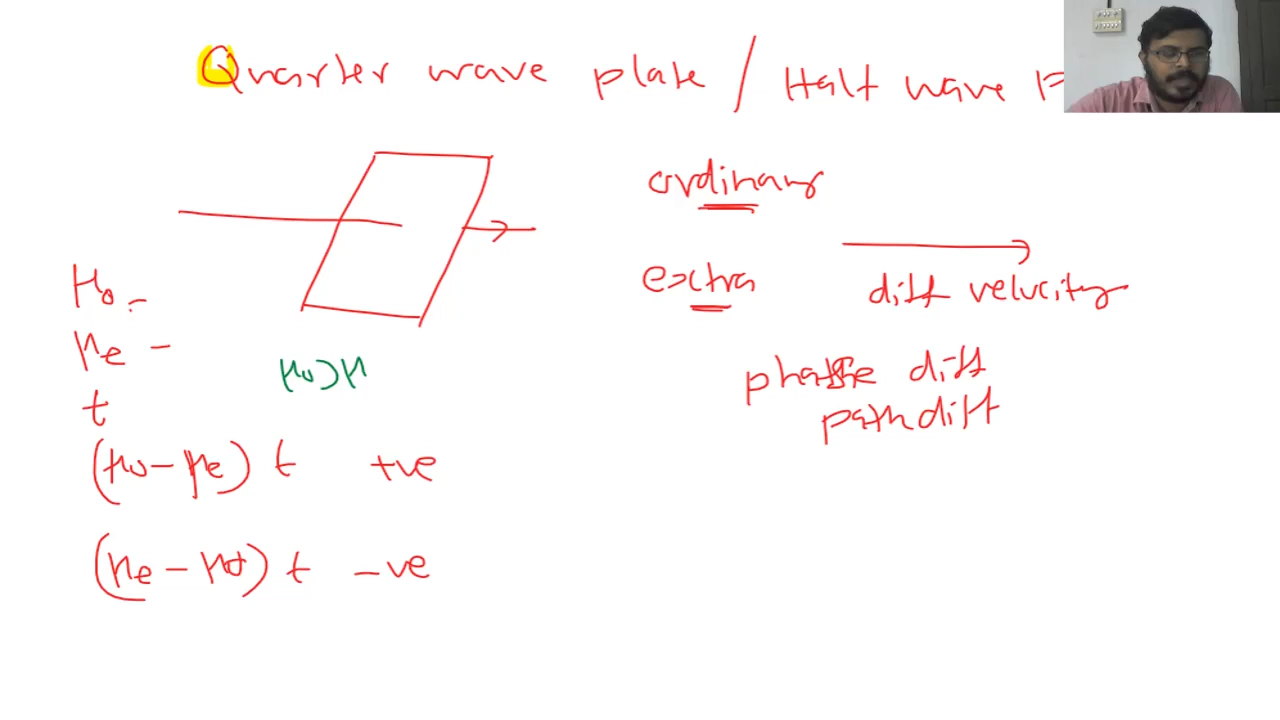 Quarter wave plate / Half wave P
ordinary
extra
diff velocity
μo =
μe -
t
μo > μ
phase diff
path diff
(μo - μe) t +ve
(μe - μo) t -ve